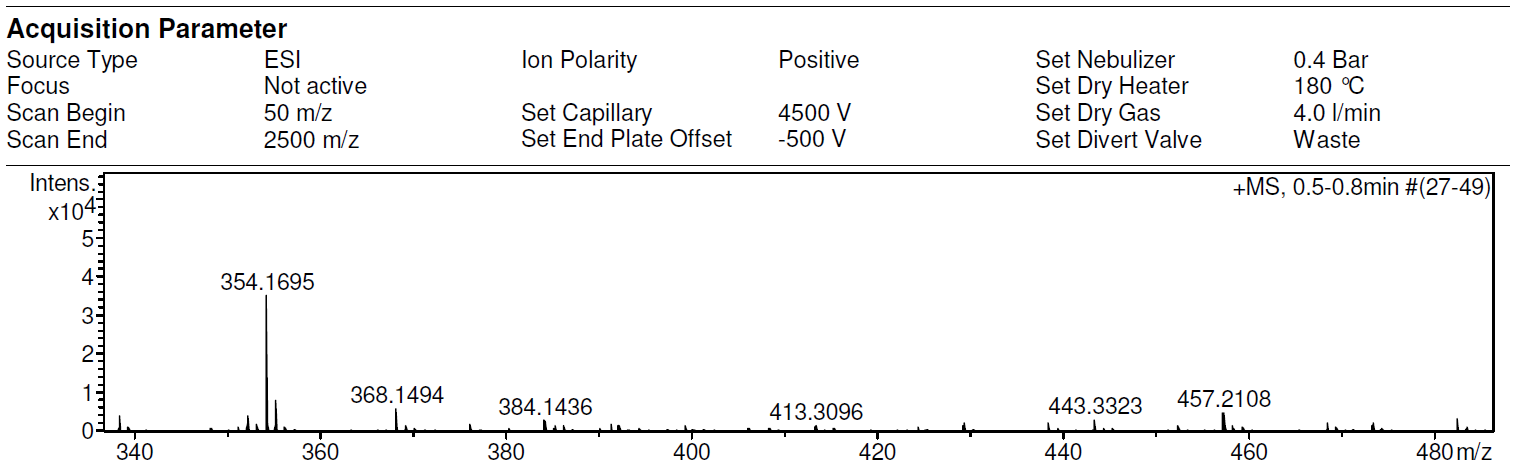 Acquisition Parameter
Source Type ESI Ion Polarity Positive Set Nebulizer 0.4 Bar
Focus Not active Set Dry Heater 180 °C
Scan Begin 50 m/z Set Capillary 4500 V Set Dry Gas 4.0 l/min
Scan End 2500 m/z Set End Plate Offset -500 V Set Divert Valve Waste
Intens. +MS, 0.5-0.8min #(27-49)
x104
5
4 354.1695
3
2
1 368.1494 384.1436 413.3096 443.3323 457.2108
0
340 360 380 400 420 440 460 480 m/z